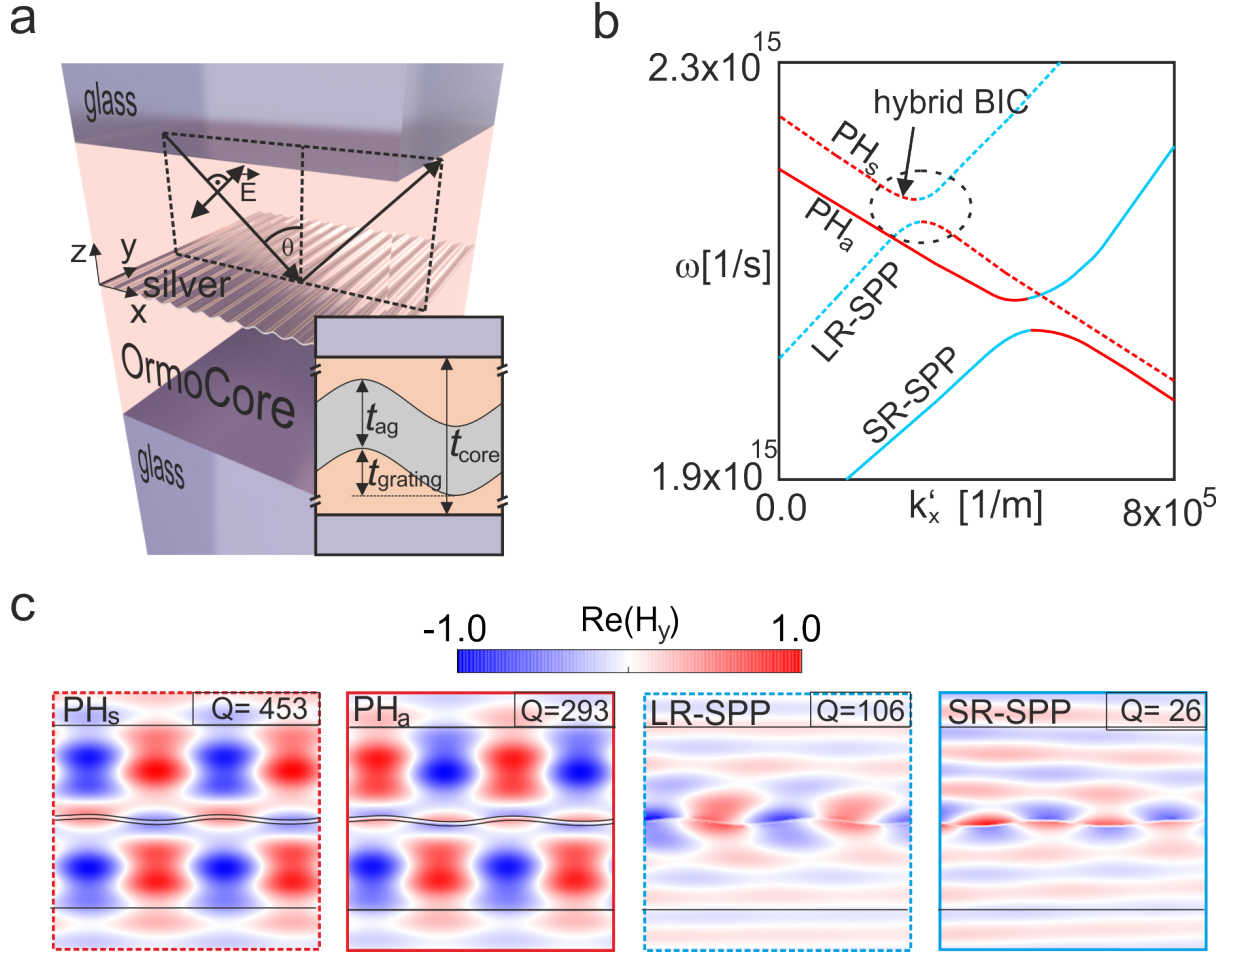 a
glass
E
θ
z
y
x
silver
OrmoCore
glass
t_ag
t_core
t_grating
b
2.3x10^15
hybrid BIC
PH_s
PH_a
ω[1/s]
LR-SPP
SR-SPP
1.9x10^15
0.0
k_x‘ [1/m]
8x10^5
c
Re(H_y)
-1.0
1.0
PH_s
Q= 453
PH_a
Q=293
LR-SPP
Q=106
SR-SPP
Q= 26